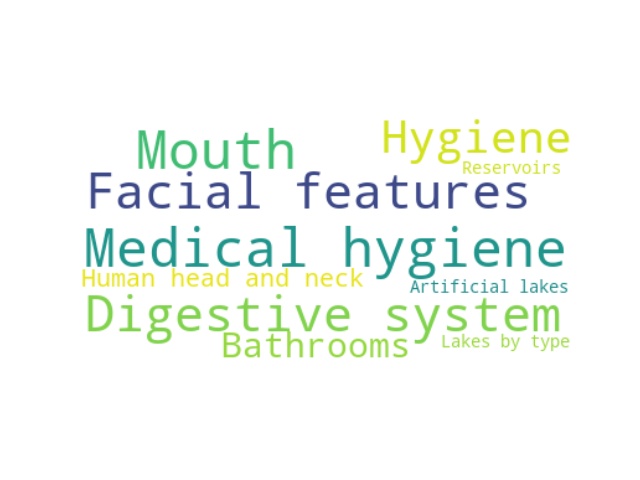 Mouth
Hygiene
Reservoirs
Facial features
Medical hygiene
Human head and neck
Artificial lakes
Digestive system
Bathrooms
Lakes by type